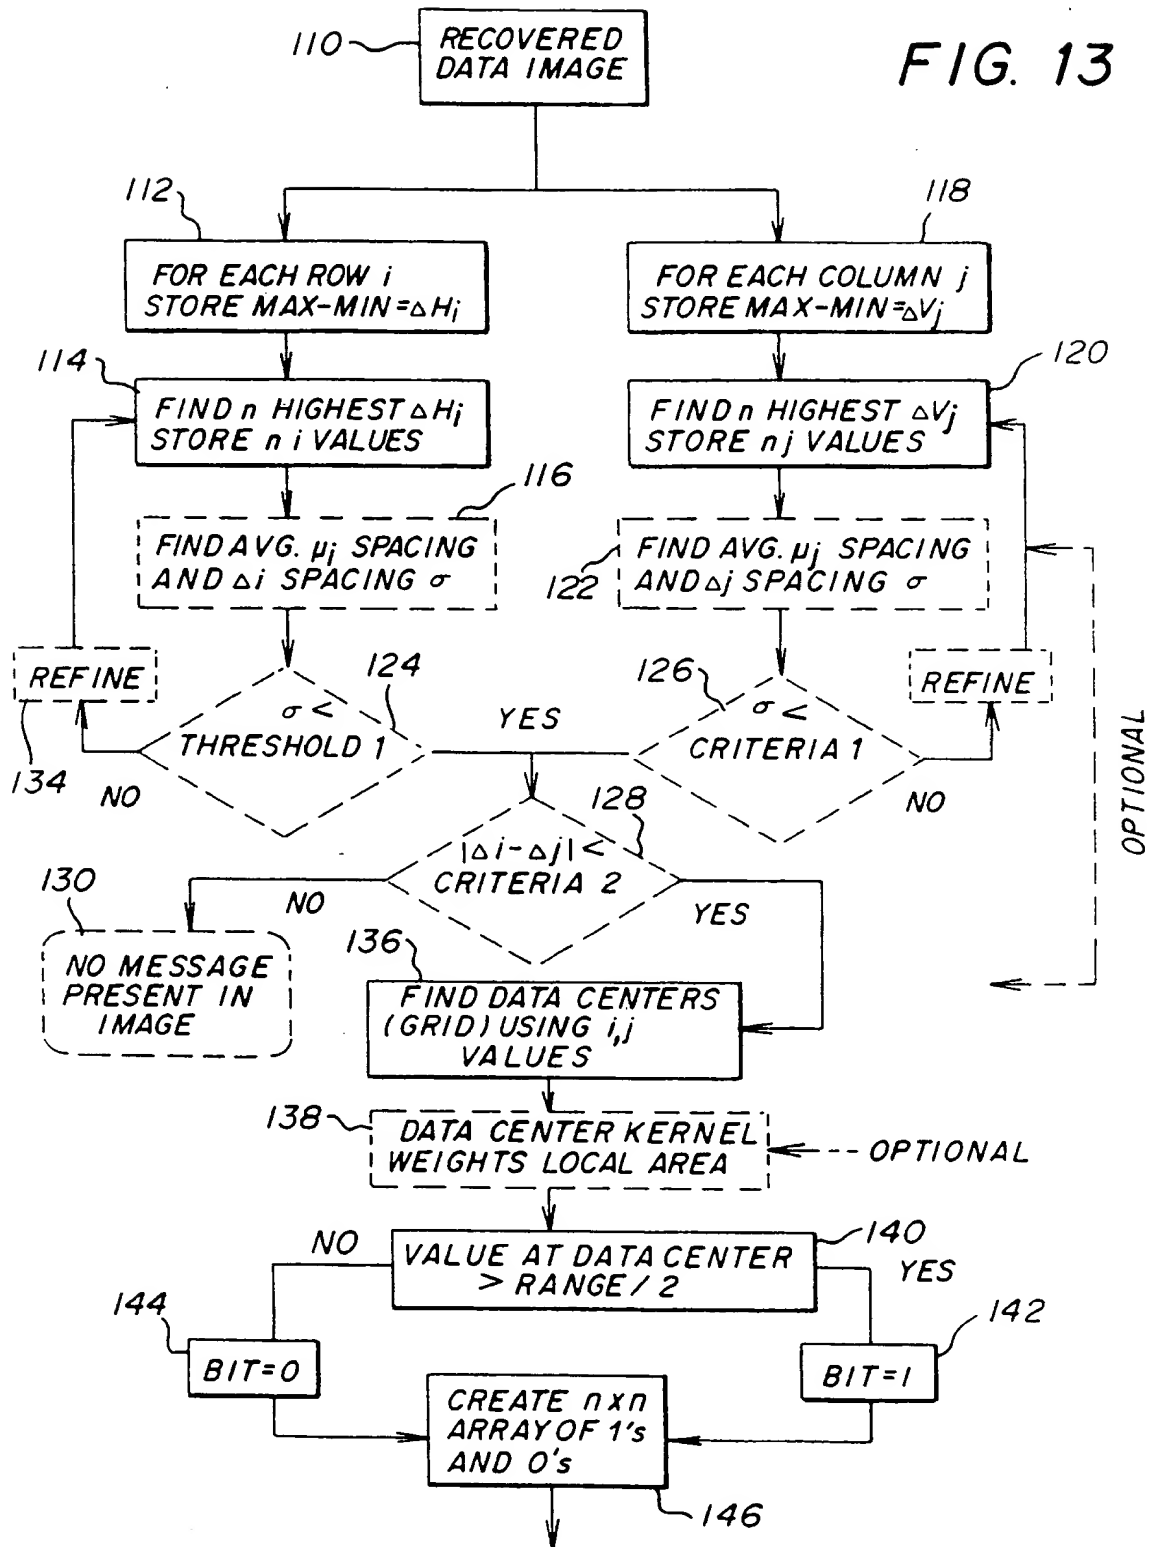 FIG. 13
110
RECOVERED
DATA IMAGE
112
FOR EACH ROW i
STORE MAX-MIN=ΔHi
118
FOR EACH COLUMN j
STORE MAX-MIN=ΔVj
114
FIND n HIGHEST ΔHi
STORE n i VALUES
120
FIND n HIGHEST ΔVj
STORE nj VALUES
116
FIND AVG. μi SPACING
AND Δi SPACING σ
122
FIND AVG. μj SPACING
AND Δj SPACING σ
REFINE
134
124
σ <
THRESHOLD 1
NO
YES
126
σ <
CRITERIA 1
NO
REFINE
OPTIONAL
128
|Δi-Δj| <
CRITERIA 2
NO
YES
130
NO MESSAGE
PRESENT IN
IMAGE
136
FIND DATA CENTERS
(GRID) USING i,j
VALUES
138
DATA CENTER KERNEL
WEIGHTS LOCAL AREA
OPTIONAL
140
VALUE AT DATA CENTER
> RANGE / 2
NO
YES
144
BIT=0
142
BIT=1
CREATE n x n
ARRAY OF 1's
AND 0's
146